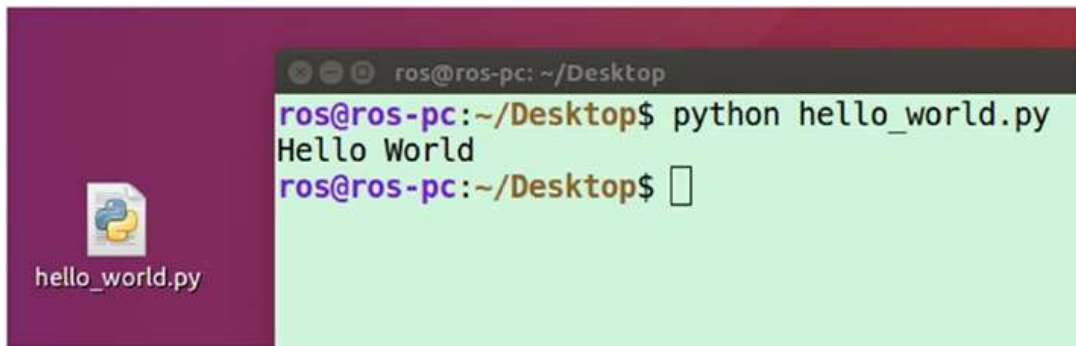 ros@ros-pc: ~/Desktop
ros@ros-pc:~/Desktop$ python hello_world.py
Hello World
ros@ros-pc:~/Desktop$
hello_world.py